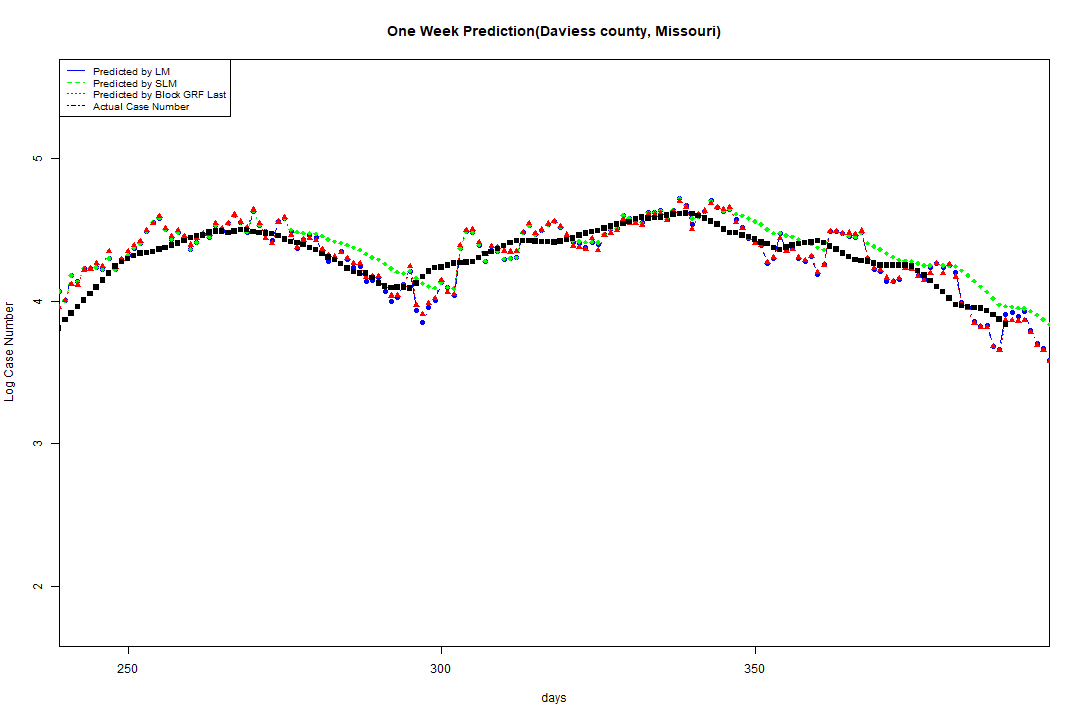 One Week Prediction(Daviess county, Missouri)
Predicted by LM
Predicted by SLM
Predicted by Block GRF Last
Actual Case Number
5
4
3
2
Log Case Number
250 300 350
days